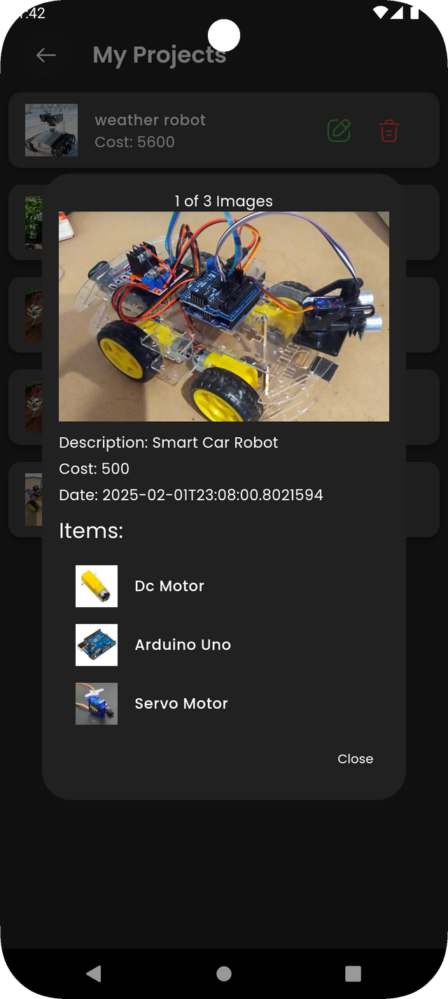 :42
My Projects
weather robot
Cost: 5600
1 of 3 Images
Description: Smart Car Robot
Cost: 500
Date: 2025-02-01T23:08:00.8021594
Items:
Dc Motor
Arduino Uno
Servo Motor
Close